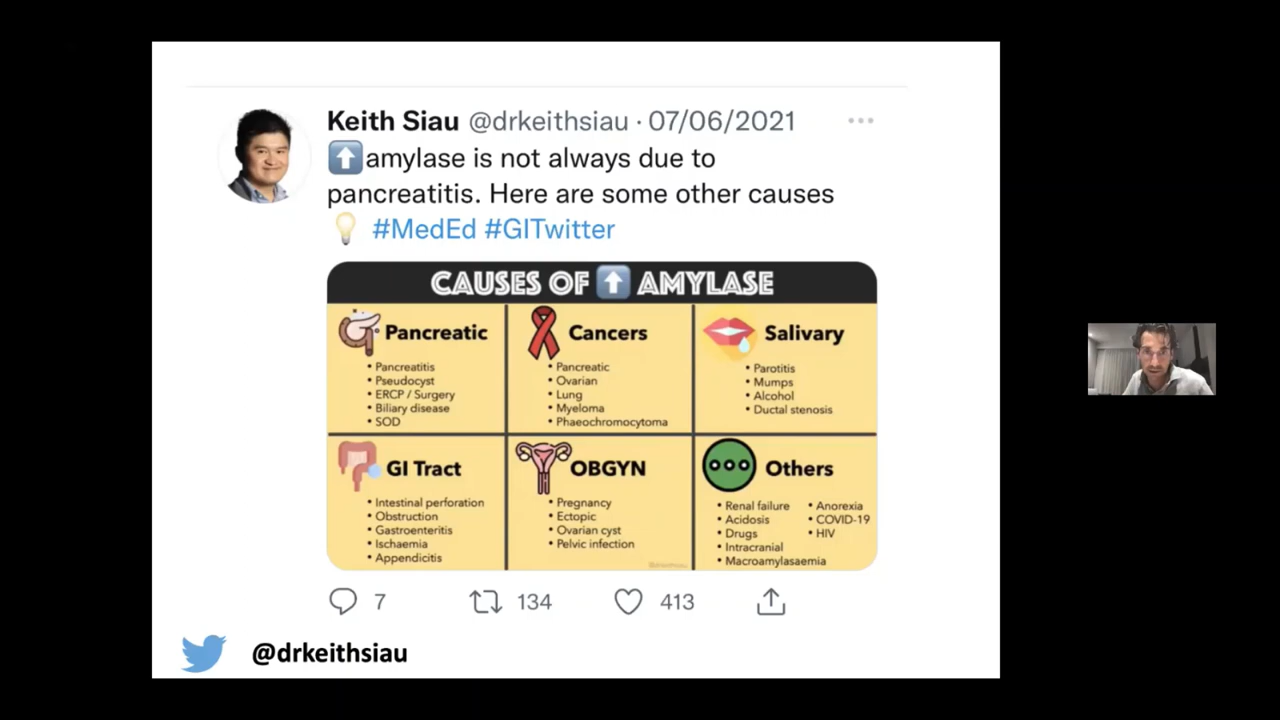 Keith Siau @drkeithsiau · 07/06/2021
⬆amylase is not always due to
pancreatitis. Here are some other causes
💡 #MedEd #GITwitter
CAUSES OF ⬆ AMYLASE
Pancreatic
• Pancreatitis
• Pseudocyst
• ERCP / Surgery
• Biliary disease
• SOD
Cancers
• Pancreatic
• Ovarian
• Lung
• Myeloma
• Phaeochromocytoma
Salivary
• Parotitis
• Mumps
• Alcohol
• Ductal stenosis
GI Tract
• Intestinal perforation
• Obstruction
• Gastroenteritis
• Ischaemia
• Appendicitis
OBGYN
• Pregnancy
• Ectopic
• Ovarian cyst
• Pelvic infection
Others
• Renal failure
• Acidosis
• Drugs
• Intracranial
• Macroamylasaemia
• Anorexia
• COVID-19
• HIV
7
134
413
@drkeithsiau